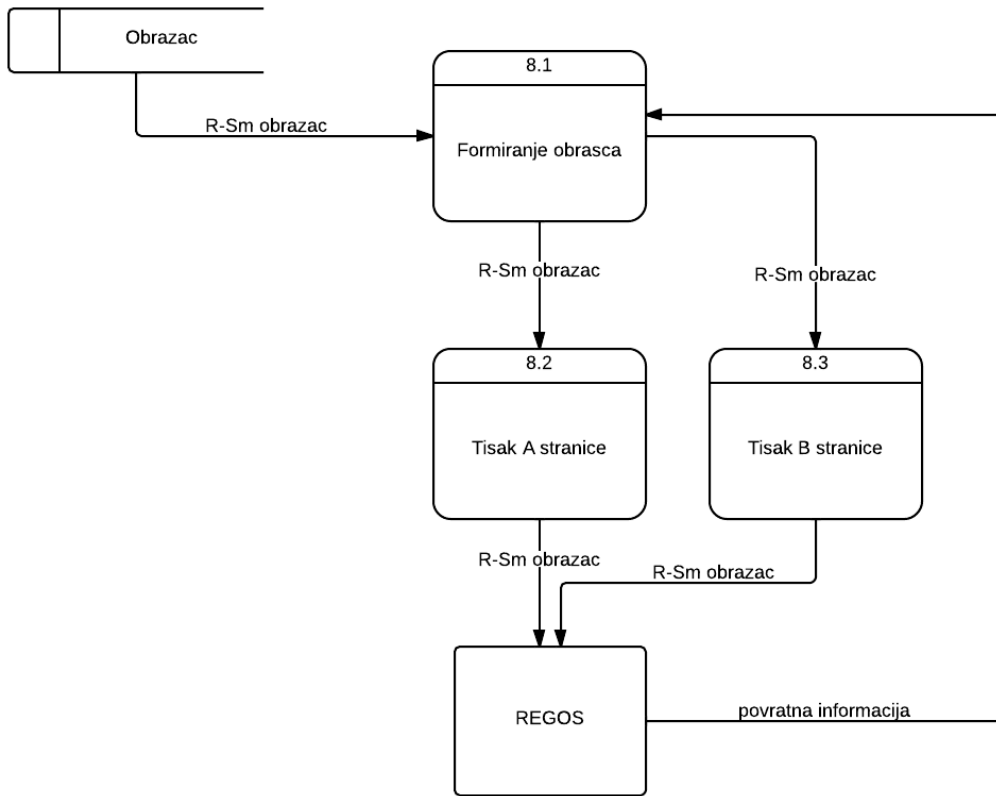 Obrazac
8.1
R-Sm obrazac
Formiranje obrasca
R-Sm obrazac
R-Sm obrazac
8.2
8.3
Tisak A stranice
Tisak B stranice
R-Sm obrazac
R-Sm obrazac
REGOS
povratna informacija